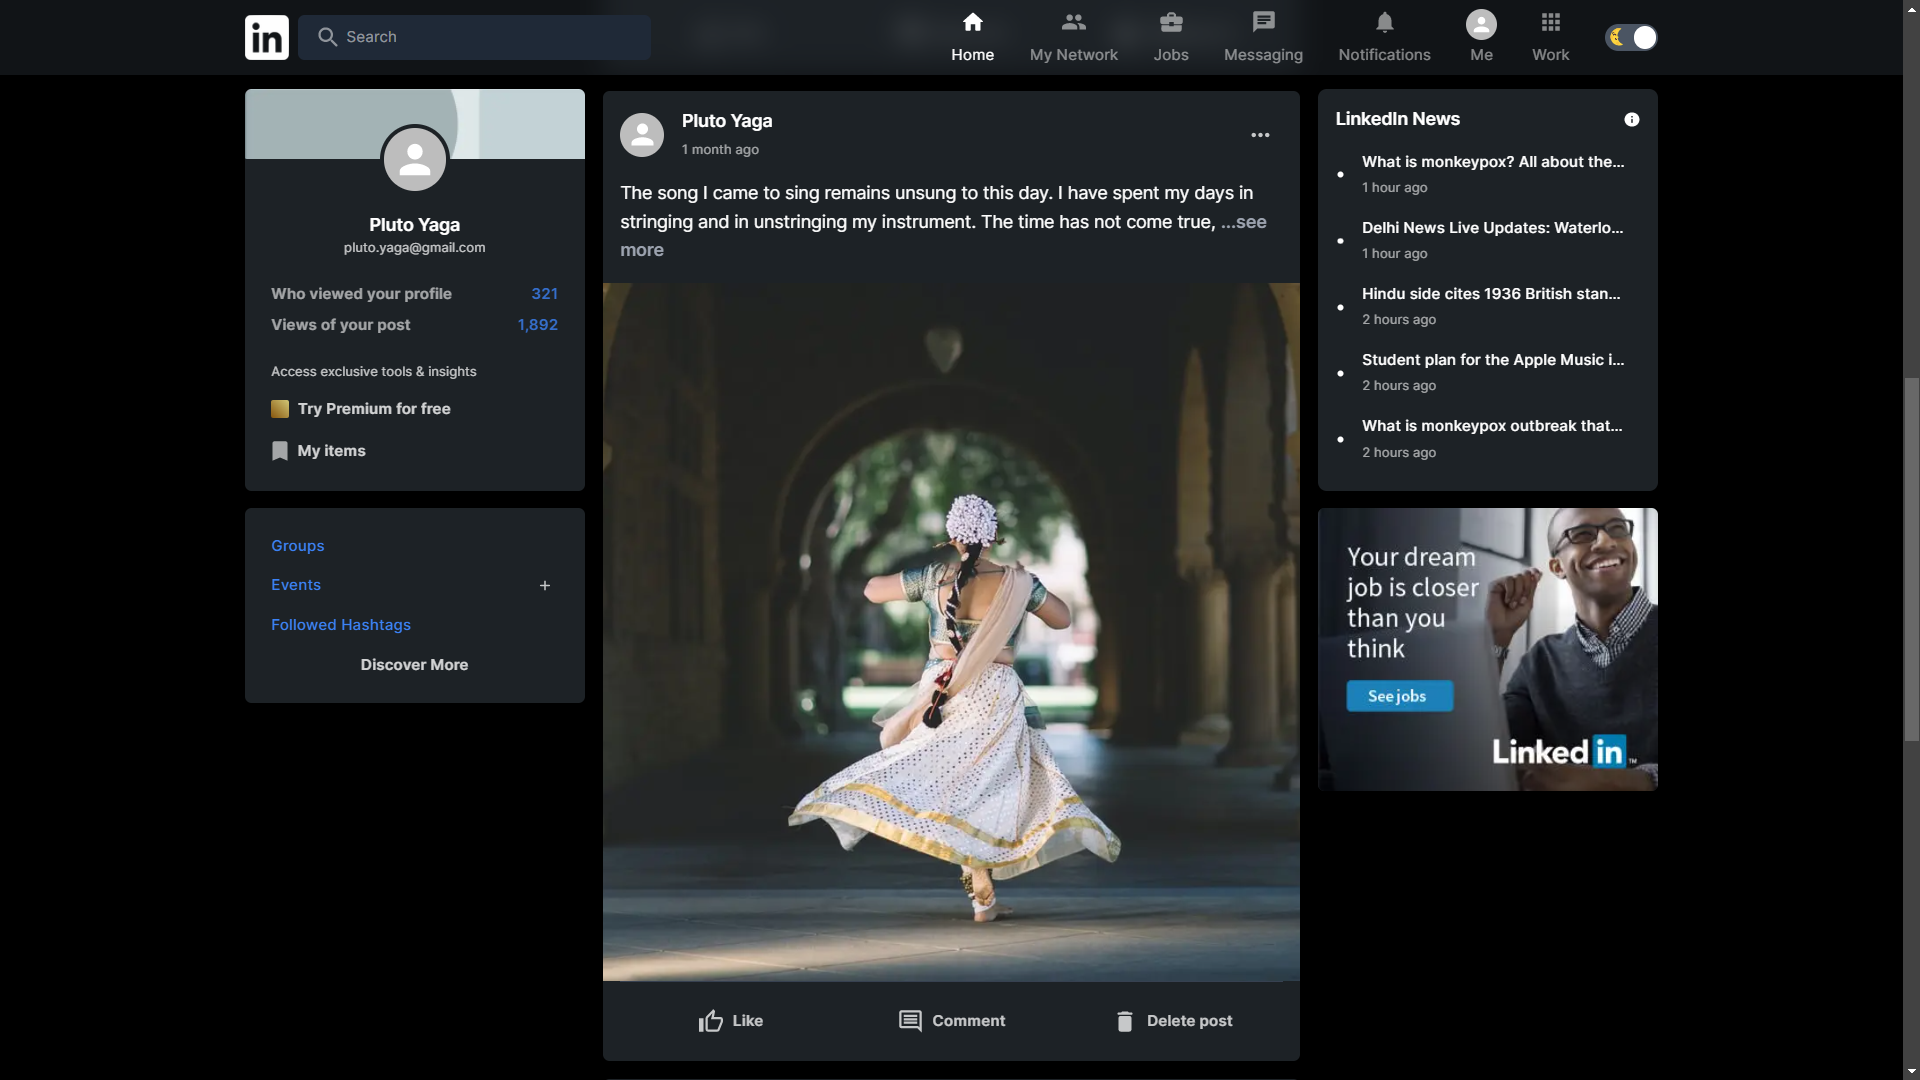 in
Search
Home
My Network
Jobs
Messaging
Notifications
Me
Work
Pluto Yaga
pluto.yaga@gmail.com
Who viewed your profile 321
Views of your post 1,892
Access exclusive tools & insights
Try Premium for free
My items
Groups
Events +
Followed Hashtags
Discover More
Pluto Yaga
1 month ago
The song I came to sing remains unsung to this day. I have spent my days in
stringing and in unstringing my instrument. The time has not come true, ...see
more
Like
Comment
Delete post
LinkedIn News
What is monkeypox? All about the...
1 hour ago
Delhi News Live Updates: Waterlo...
1 hour ago
Hindu side cites 1936 British stan...
2 hours ago
Student plan for the Apple Music i...
2 hours ago
What is monkeypox outbreak that...
2 hours ago
Your dream
job is closer
than you
think
See jobs
Linked in ™